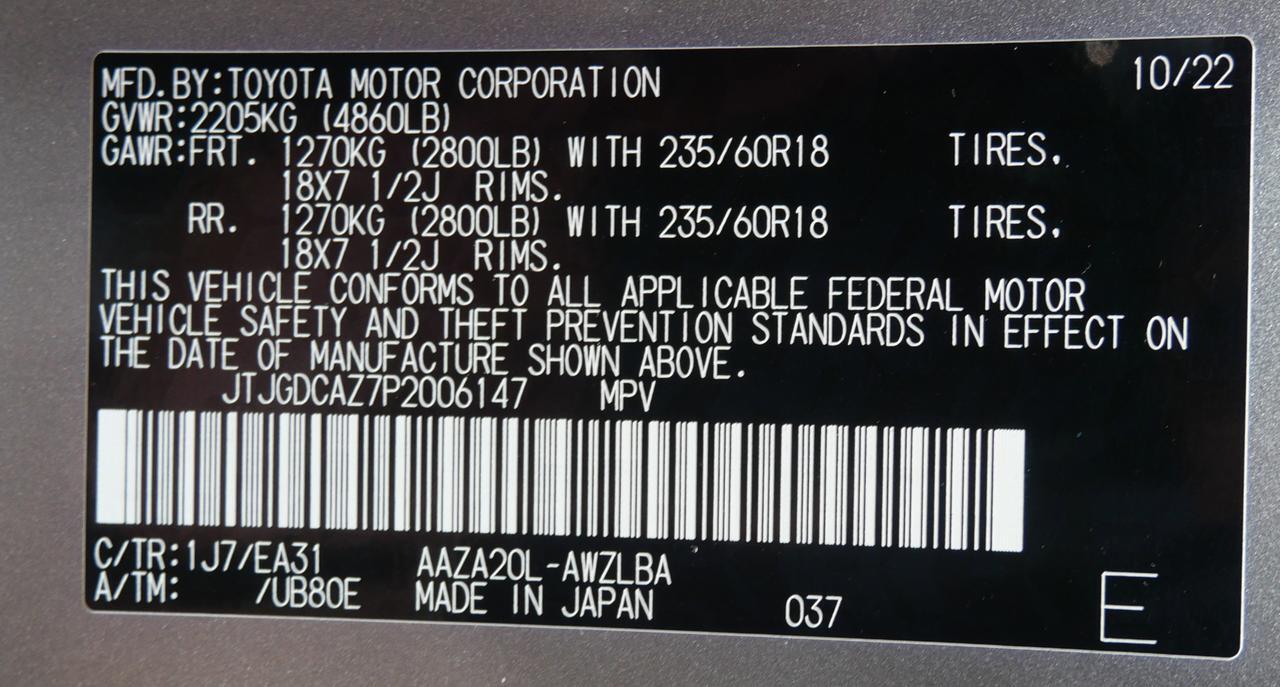 MFD.BY:TOYOTA MOTOR CORPORATION 10/22
GVWR:2205KG (4860LB)
GAWR:FRT. 1270KG (2800LB) WITH 235/60R18 TIRES.
18X7 1/2J RIMS.
RR. 1270KG (2800LB) WITH 235/60R18 TIRES.
18X7 1/2J RIMS.
THIS VEHICLE CONFORMS TO ALL APPLICABLE FEDERAL MOTOR
VEHICLE SAFETY AND THEFT PREVENTION STANDARDS IN EFFECT ON
THE DATE OF MANUFACTURE SHOWN ABOVE.
JTJGDCAZ7P2006147 MPV
C/TR:1J7/EA31 AAZA20L-AWZLBA
A/TM: /UB80E MADE IN JAPAN 037 E